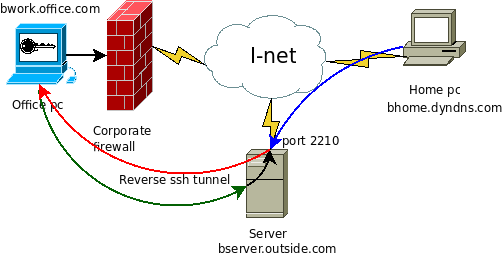 bwork.office.com
I-net
Office pc
Home pc
bhome.dyndns.com
Corporate
firewall
port 2210
Reverse ssh tunnel
Server
bserver.outside.com